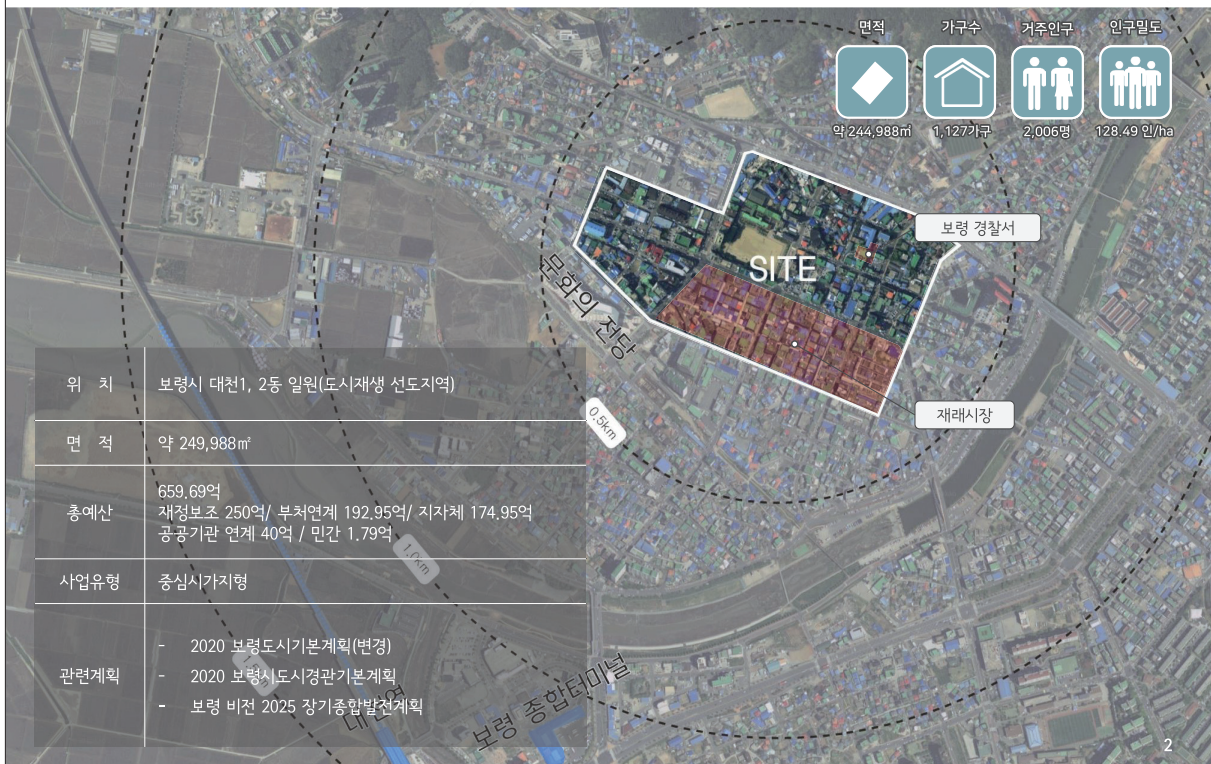 면적
가구수
거주인구
인구밀도
약 244,988㎡
1,127가구
2,006명
128.49 인/ha
보령 경찰서
SITE
문화의 전당
재래시장
0.5km
1.0km
위 치
보령시 대천1, 2동 일원(도시재생 선도지역)
면 적
약 249,988㎡
총예산
659.69억
재정보조 250억/ 부처연계 192.95억/ 지자체 174.95억
공공기관 연계 40억 / 민간 1.79억
사업유형
중심시가지형
관련계획
- 2020 보령도시기본계획(변경)
- 2020 보령시도시경관기본계획
- 보령 비전 2025 장기종합발전계획
대천역
보령 종합터미널
2